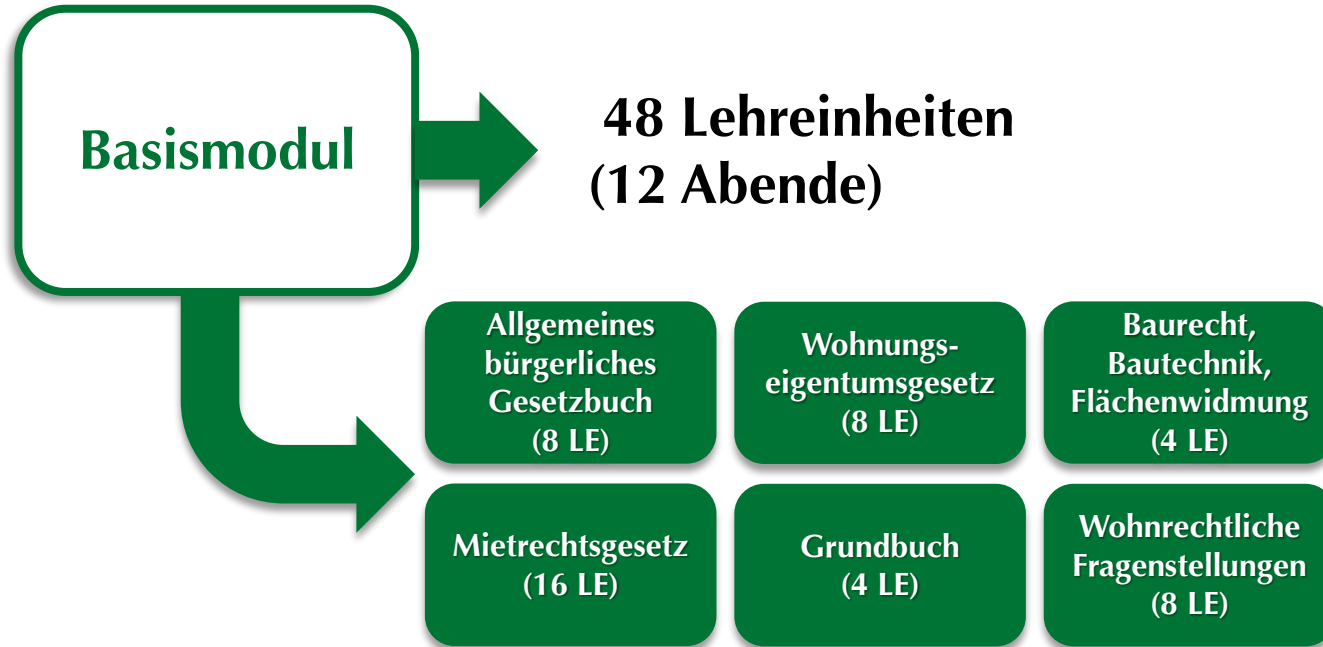 Basismodul
48 Lehreinheiten
(12 Abende)
Allgemeines
bürgerliches
Gesetzbuch
(8 LE)
Wohnungs-
eigentumsgesetz
(8 LE)
Baurecht,
Bautechnik,
Flächenwidmung
(4 LE)
Mietrechtsgesetz
(16 LE)
Grundbuch
(4 LE)
Wohnrechtliche
Fragenstellungen
(8 LE)